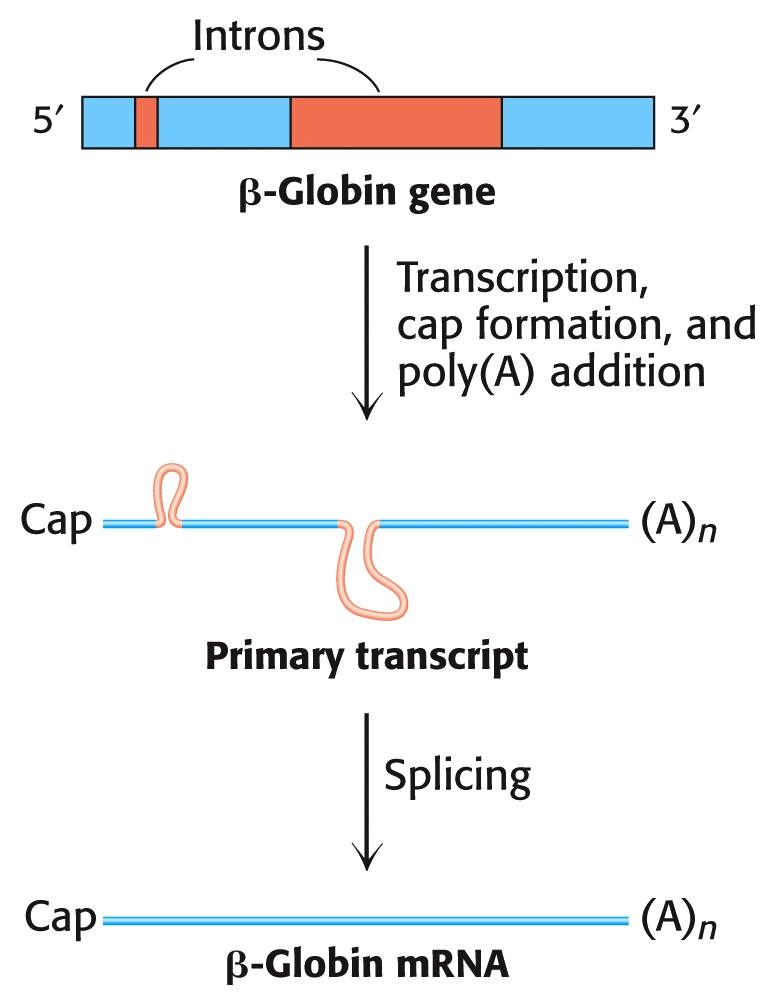 Introns
5′ 3′
β-Globin gene
Transcription,
cap formation, and
poly(A) addition
Cap (A)n
Primary transcript
Splicing
Cap (A)n
β-Globin mRNA